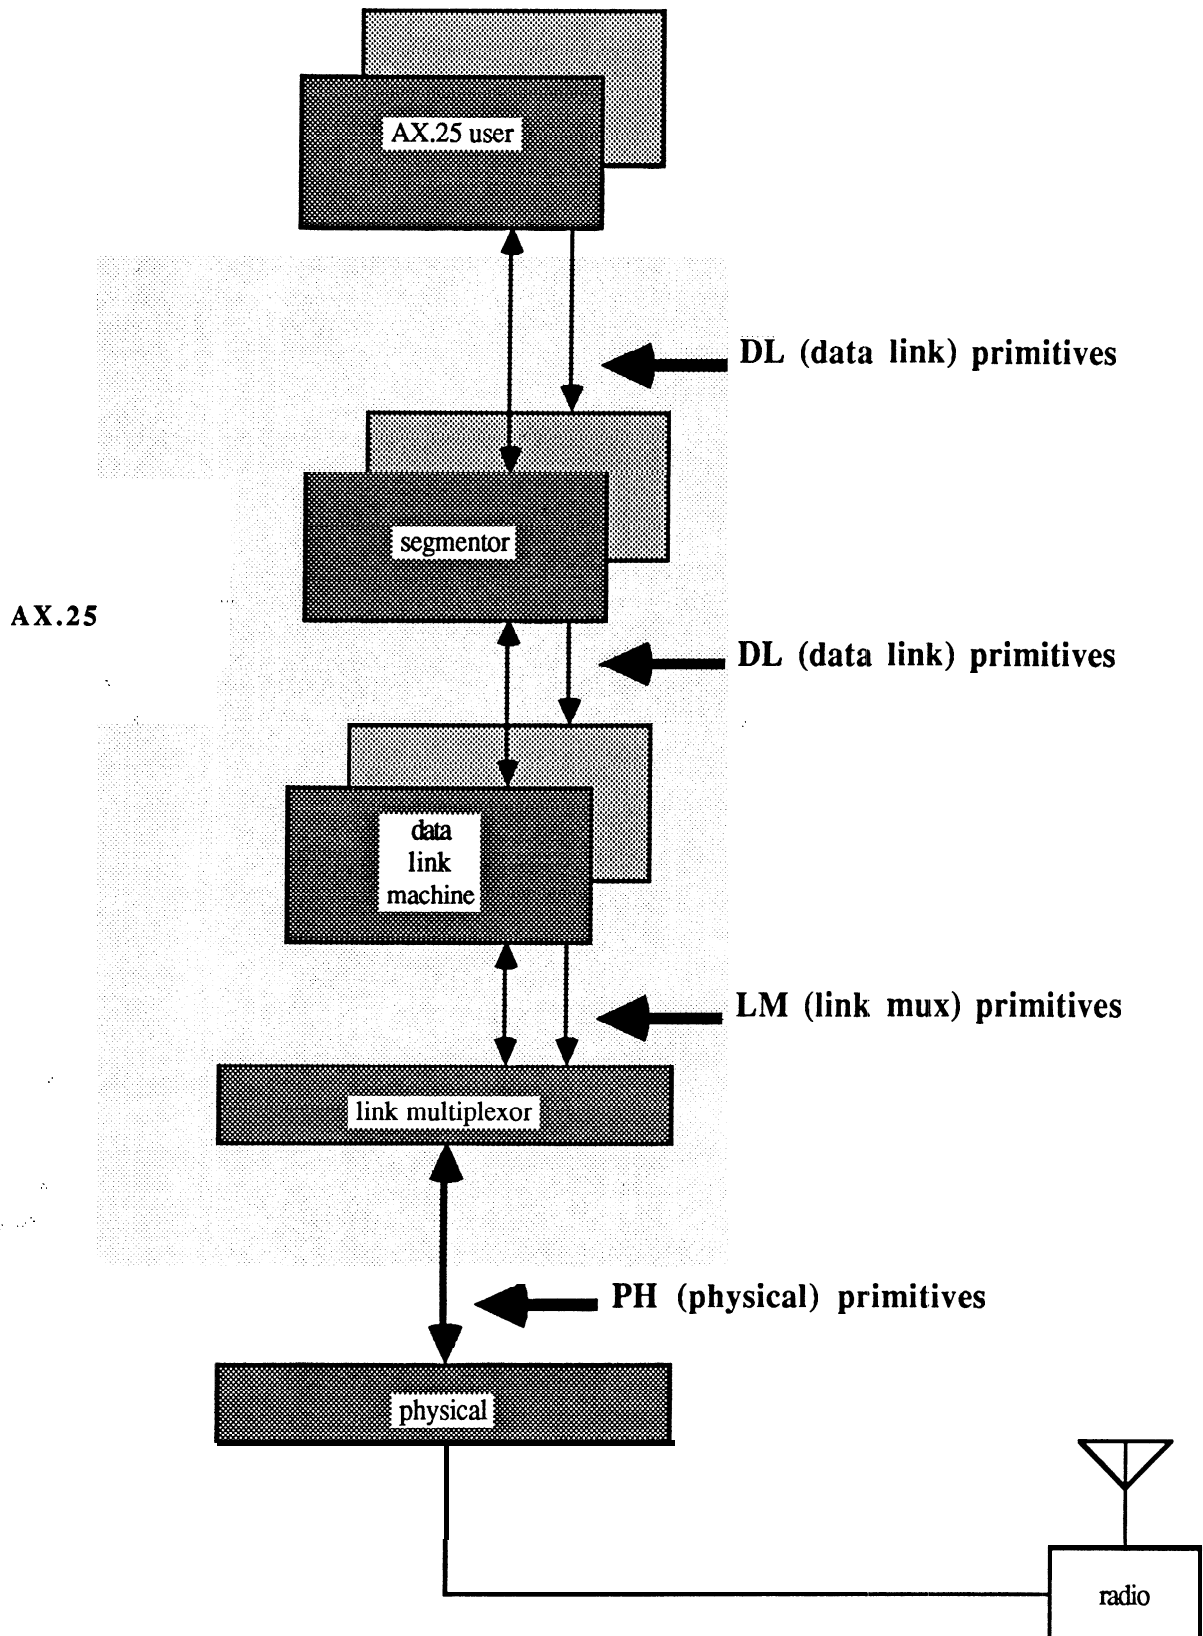 AX.25 user
DL (data link) primitives
segmentor
AX.25
DL (data link) primitives
data
link
machine
LM (link mux) primitives
link multiplexor
PH (physical) primitives
physical
radio